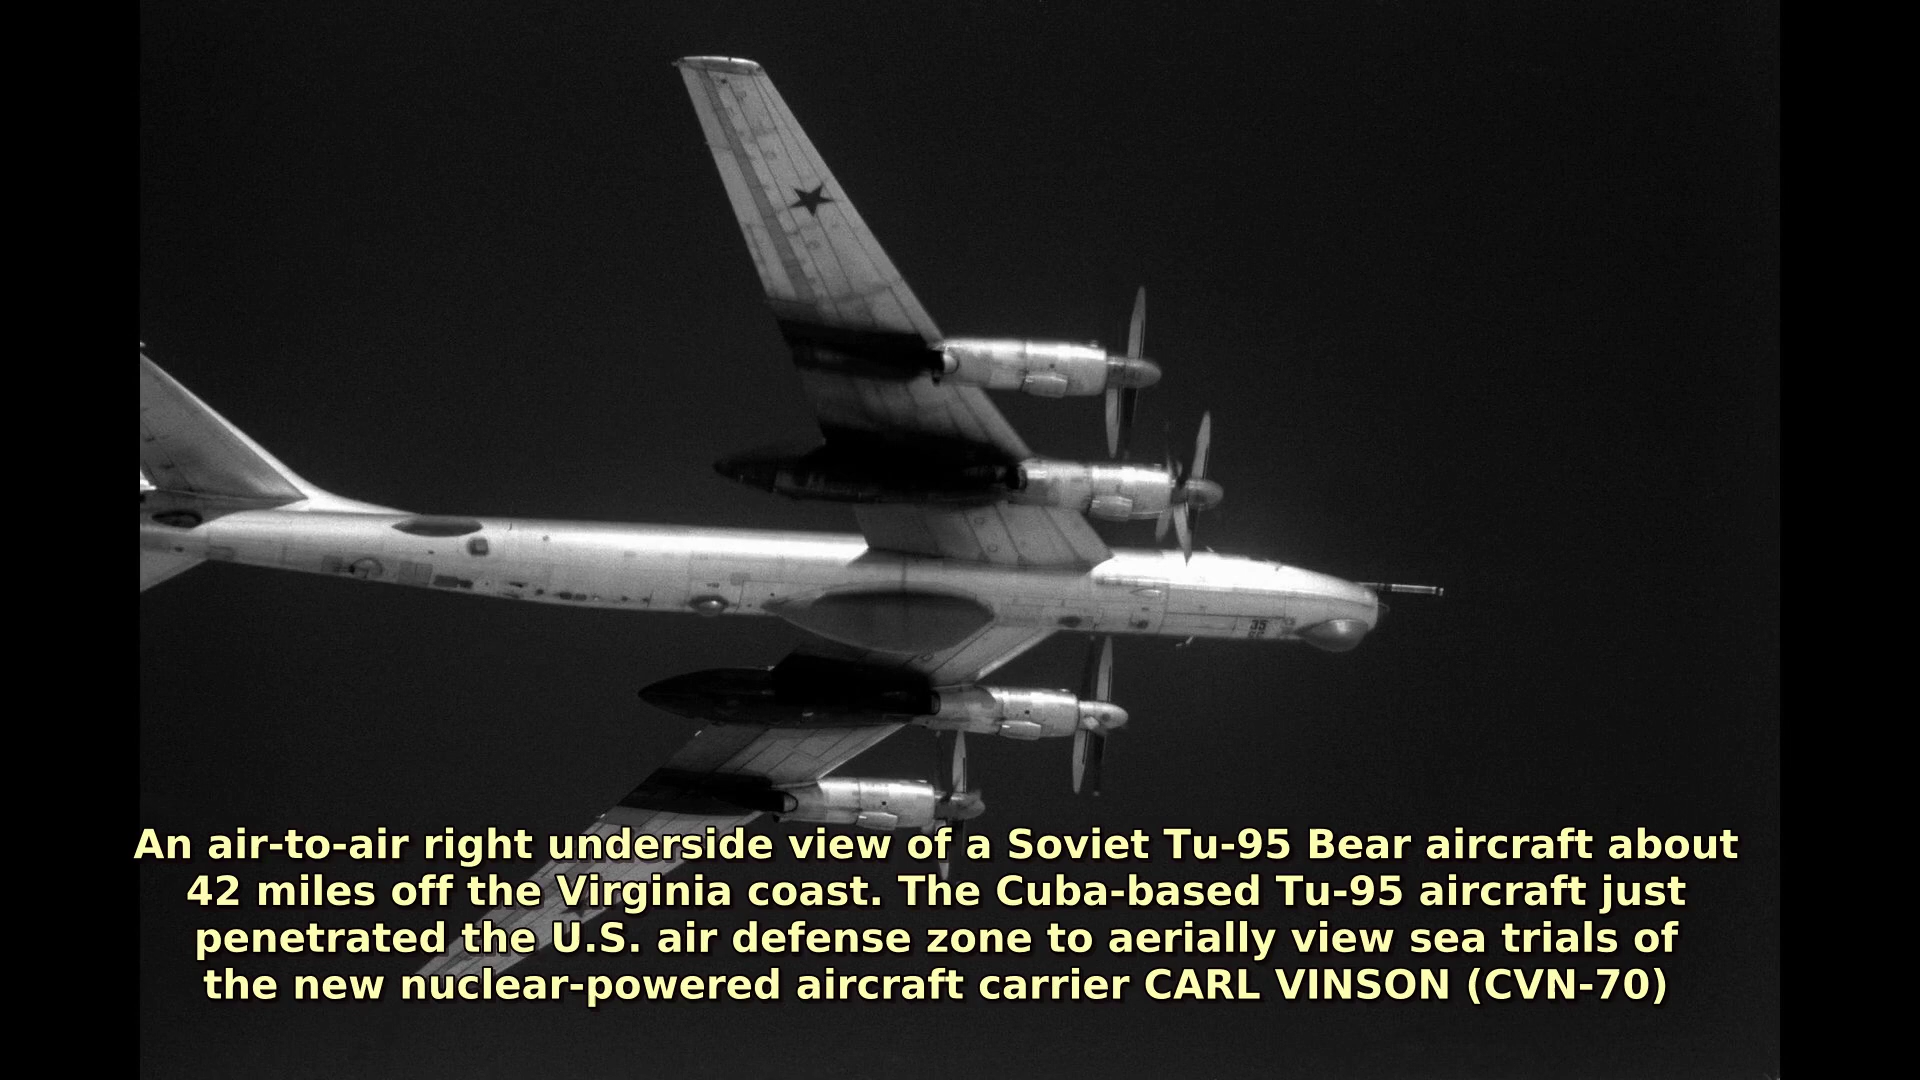 35
An air-to-air right underside view of a Soviet Tu-95 Bear aircraft about
42 miles off the Virginia coast. The Cuba-based Tu-95 aircraft just
penetrated the U.S. air defense zone to aerially view sea trials of
the new nuclear-powered aircraft carrier CARL VINSON (CVN-70)